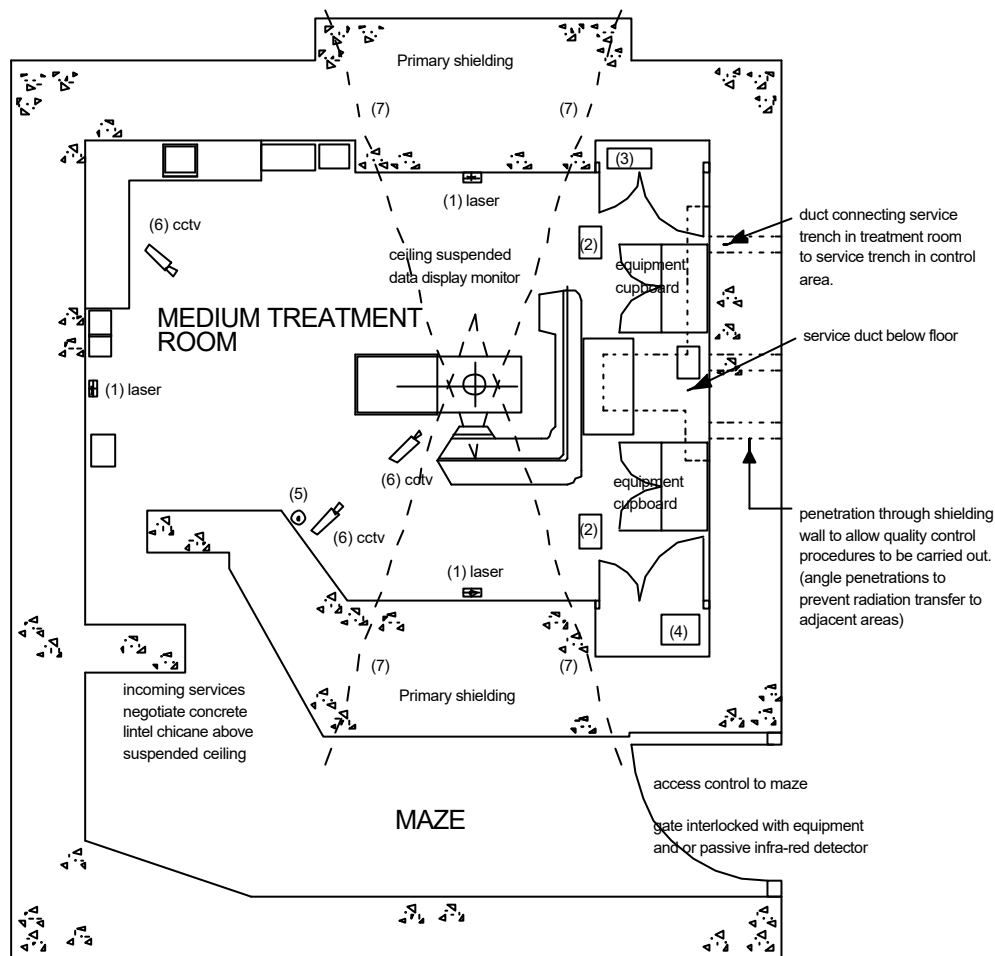 Primary shielding
(7)
(7)
(3)
(1) laser
(6) cctv
(2)
duct connecting service
trench in treatment room
to service trench in control
area.
ceiling suspended
data display monitor
equipment
cupboard
MEDIUM TREATMENT
ROOM
service duct below floor
(1) laser
(6) cctv
equipment
cupboard
(5)
(6) cctv
(2)
penetration through shielding
wall to allow quality control
procedures to be carried out.
(angle penetrations to
prevent radiation transfer to
adjacent areas)
(1) laser
(4)
(7)
(7)
Primary shielding
incoming services
negotiate concrete
lintel chicane above
suspended ceiling
access control to maze
MAZE
gate interlocked with equipment
and or passive infra-red detector